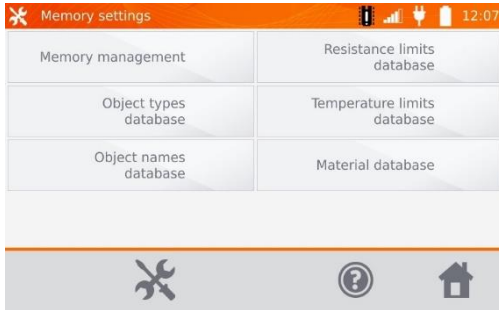 Memory settings
12:07
Memory management
Resistance limits
database
Object types
database
Temperature limits
database
Object names
database
Material database
?